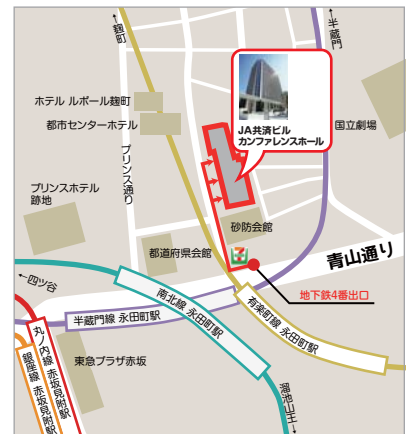 ←麹町
←半蔵門
ホテル ルポール麹町
都市センターホテル
JA共済ビル
カンファレンスホール
国立劇場
プリンス通り
プリンスホテル
跡地
砂防会館
都道府県会館
7
青山通り
地下鉄4番出口
←四ツ谷
南北線 永田町駅
有楽町線 永田町駅
半蔵門線 永田町駅
丸ノ内線 赤坂見附駅
銀座線 赤坂見附駅
東急プラザ赤坂
溜池山王→